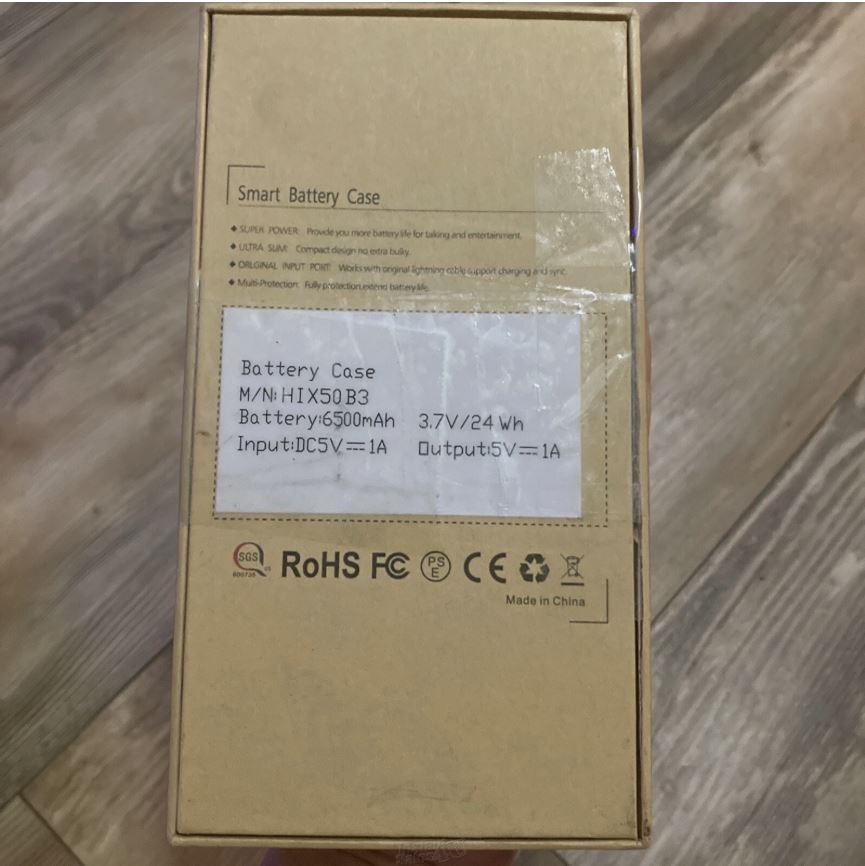 Smart Battery Case
◆ SUPER POWER: Provide you more battery life for talking and entertainment.
◆ ULTRA SLIM: Compact design no extra bulky.
◆ ORLGINAL INPUT PORT: Works with original lightning cable support charging and sync.
◆ Multi-Protection: Fully protection,extend battery life.
Battery Case
M/N:HIX50B3
Battery:6500mAh 3.7V/24Wh
Input:DC5V⎓1A Output:5V⎓1A
SGS RoHS FC PSE CE
Made in China